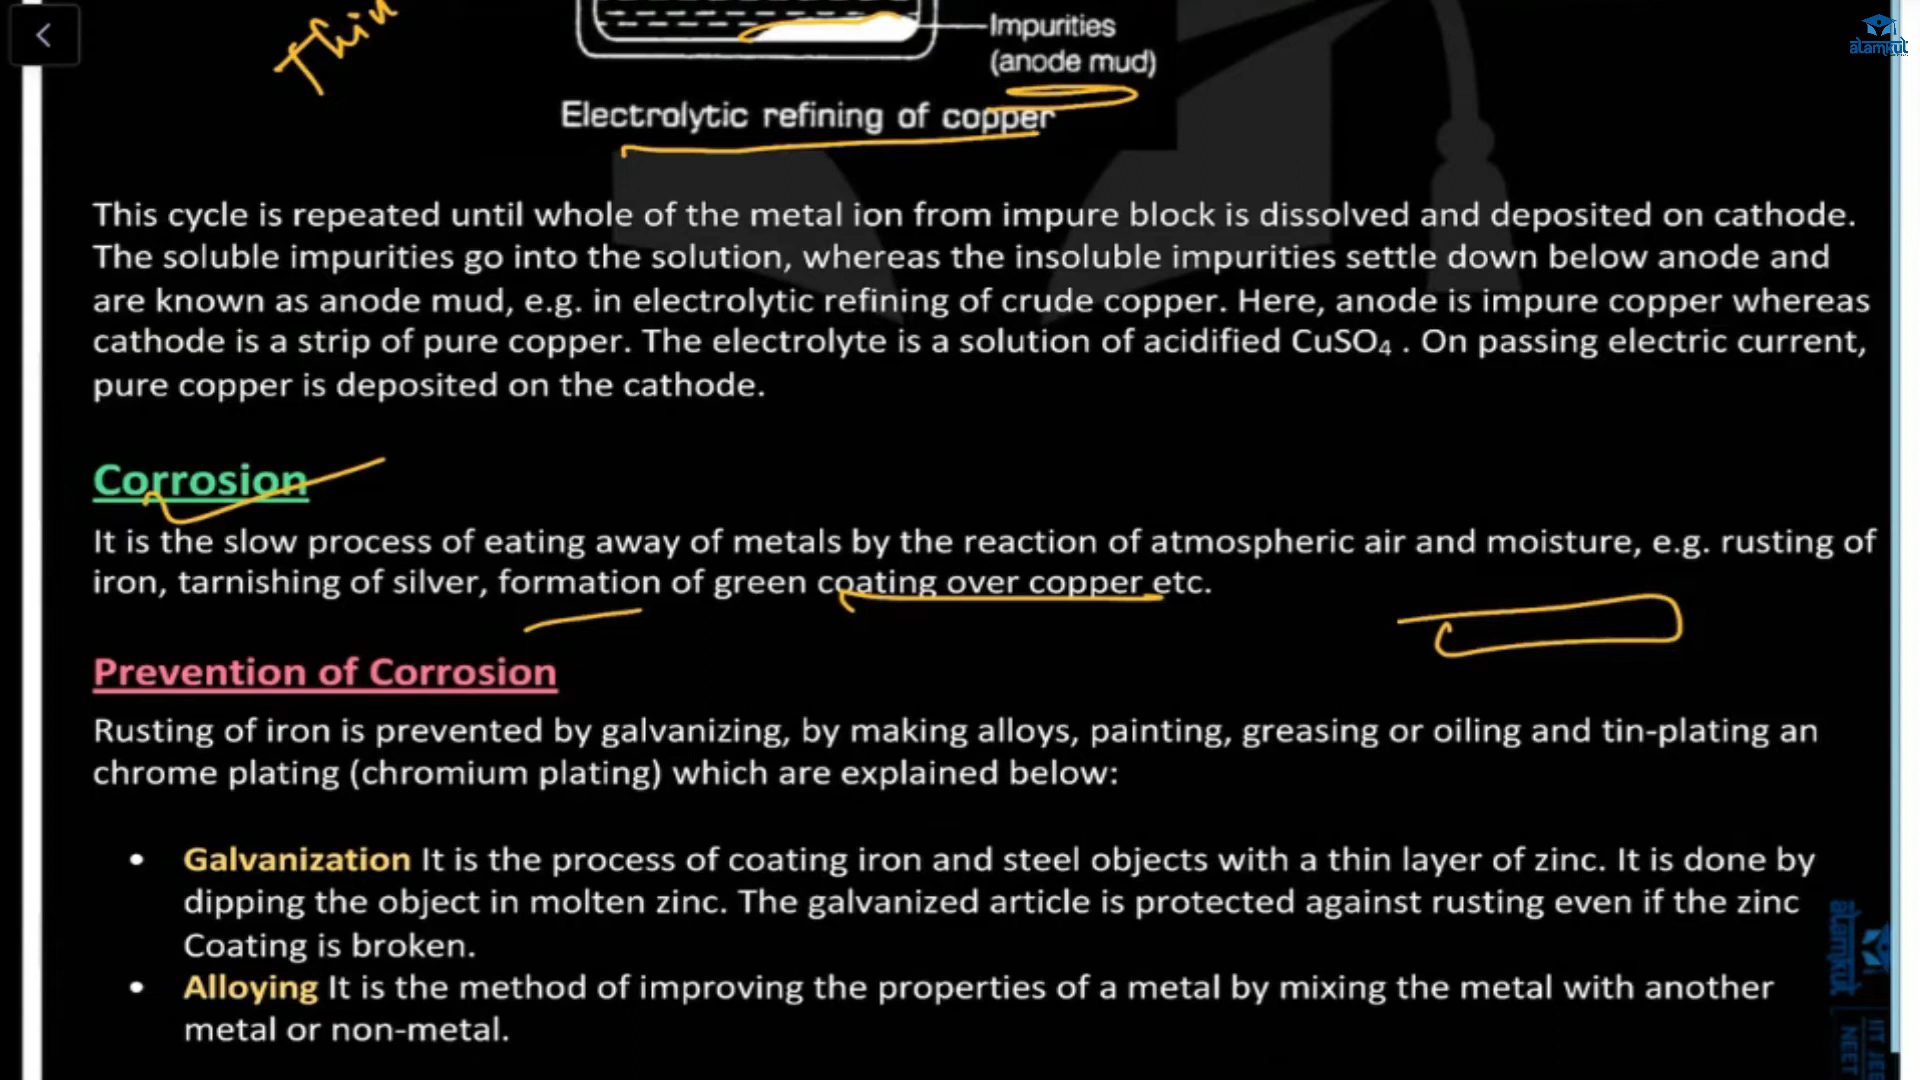 Thin
Impurities
(anode mud)
Electrolytic refining of copper
This cycle is repeated until whole of the metal ion from impure block is dissolved and deposited on cathode.
The soluble impurities go into the solution, whereas the insoluble impurities settle down below anode and
are known as anode mud, e.g. in electrolytic refining of crude copper. Here, anode is impure copper whereas
cathode is a strip of pure copper. The electrolyte is a solution of acidified CuSO₄ . On passing electric current,
pure copper is deposited on the cathode.
Corrosion
It is the slow process of eating away of metals by the reaction of atmospheric air and moisture, e.g. rusting of
iron, tarnishing of silver, formation of green coating over copper etc.
Prevention of Corrosion
Rusting of iron is prevented by galvanizing, by making alloys, painting, greasing or oiling and tin-plating an
chrome plating (chromium plating) which are explained below:
• Galvanization It is the process of coating iron and steel objects with a thin layer of zinc. It is done by
dipping the object in molten zinc. The galvanized article is protected against rusting even if the zinc
Coating is broken.
• Alloying It is the method of improving the properties of a metal by mixing the metal with another
metal or non-metal.
alamkul
alamkul
IIT JEE
NEET